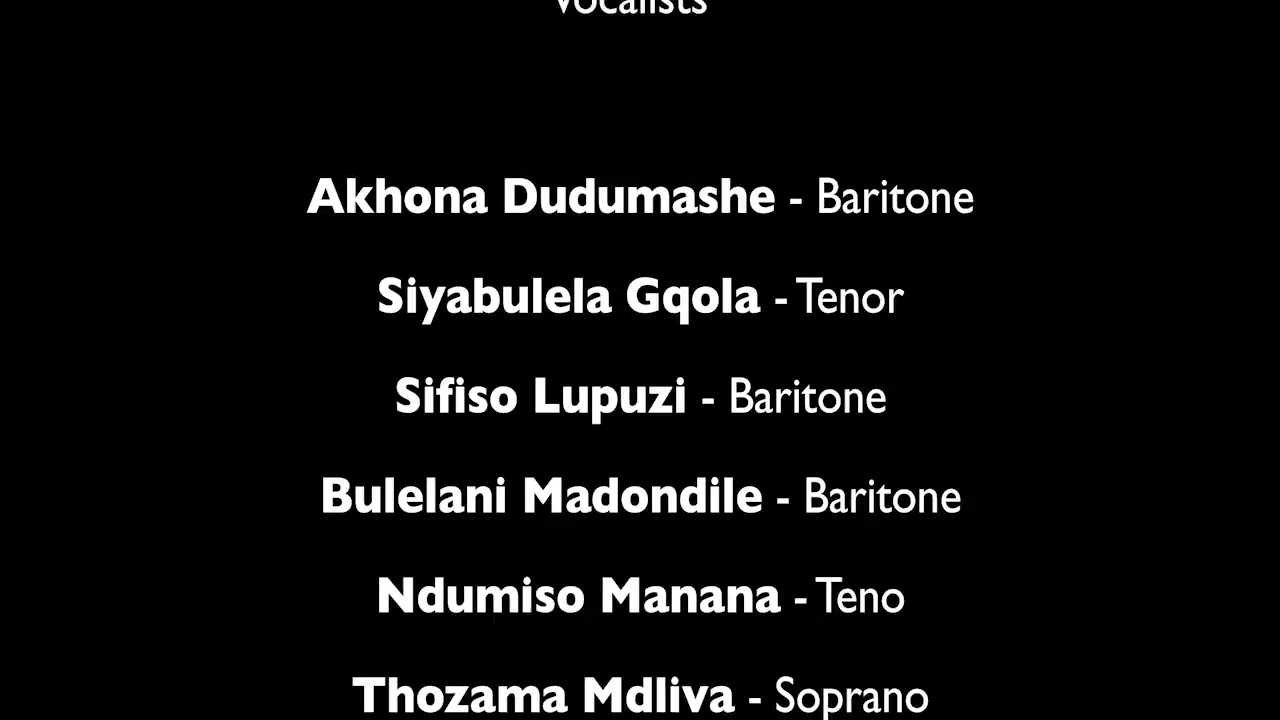 Vocalists
Akhona Dudumashe - Baritone
Siyabulela Gqola - Tenor
Sifiso Lupuzi - Baritone
Bulelani Madondile - Baritone
Ndumiso Manana - Teno
Thozama Mdliva - Soprano